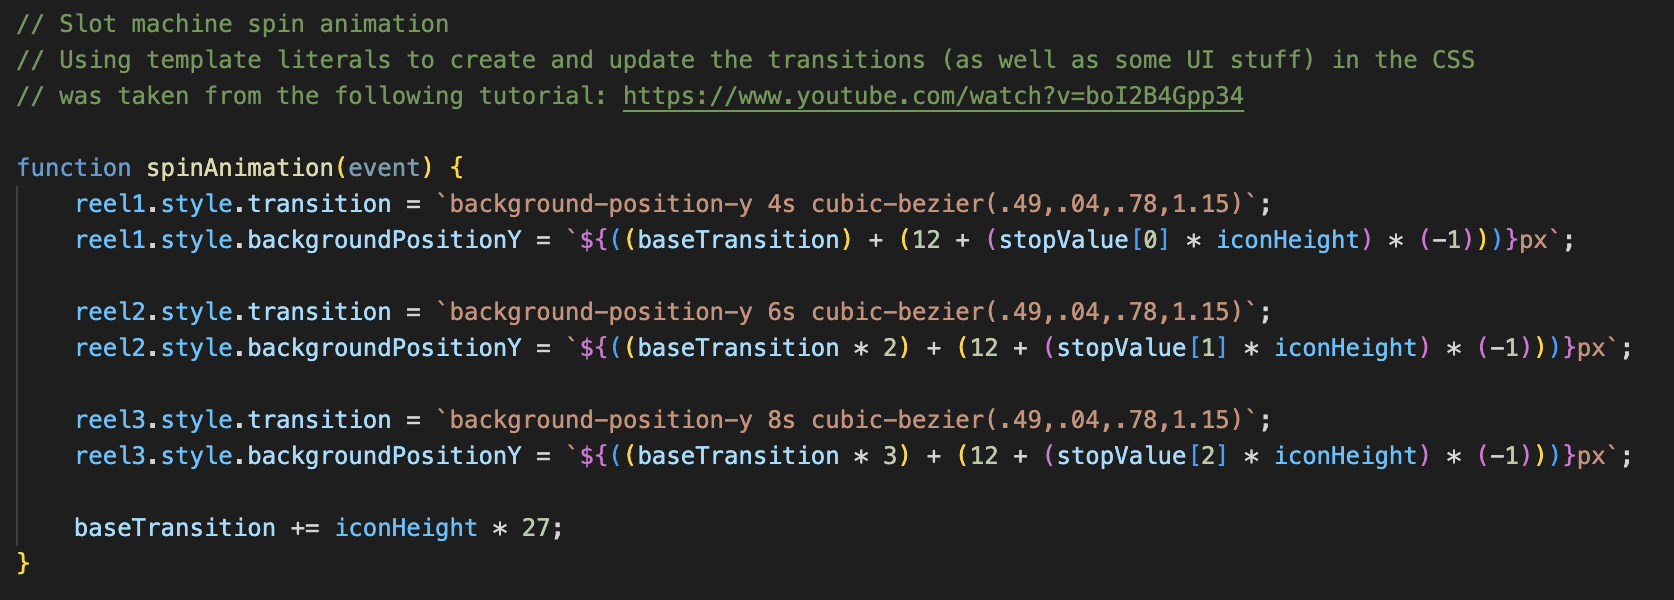 // Slot machine spin animation
// Using template literals to create and update the transitions (as well as some UI stuff) in the CSS
// was taken from the following tutorial: https://www.youtube.com/watch?v=boI2B4Gpp34

function spinAnimation(event) {
    reel1.style.transition = `background-position-y 4s cubic-bezier(.49,.04,.78,1.15)`;
    reel1.style.backgroundPositionY = `${((baseTransition) + (12 + (stopValue[0] * iconHeight) * (-1)))}px`;

    reel2.style.transition = `background-position-y 6s cubic-bezier(.49,.04,.78,1.15)`;
    reel2.style.backgroundPositionY = `${((baseTransition * 2) + (12 + (stopValue[1] * iconHeight) * (-1)))}px`;

    reel3.style.transition = `background-position-y 8s cubic-bezier(.49,.04,.78,1.15)`;
    reel3.style.backgroundPositionY = `${((baseTransition * 3) + (12 + (stopValue[2] * iconHeight) * (-1)))}px`;

    baseTransition += iconHeight * 27;
}